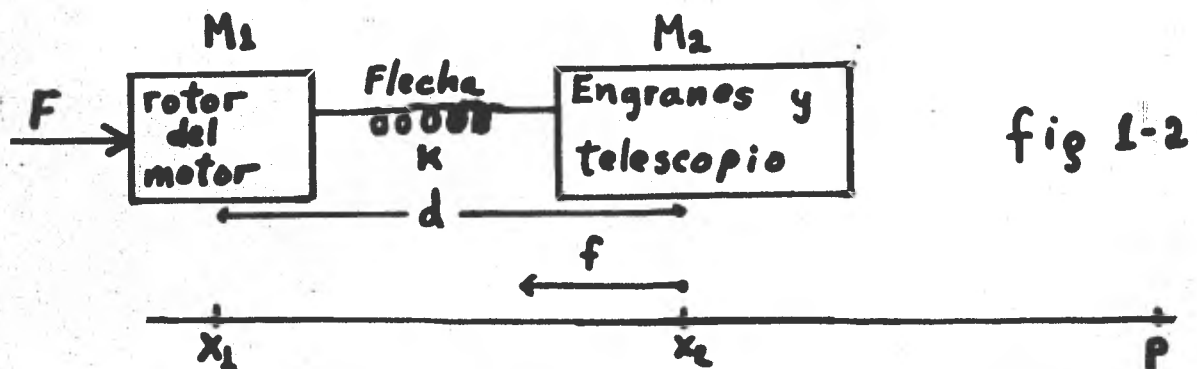 M1 M2
F
rotor
del
motor
Flecha
K
Engranes y
telescopio
fig 1-2
d
f
x1 x2 P